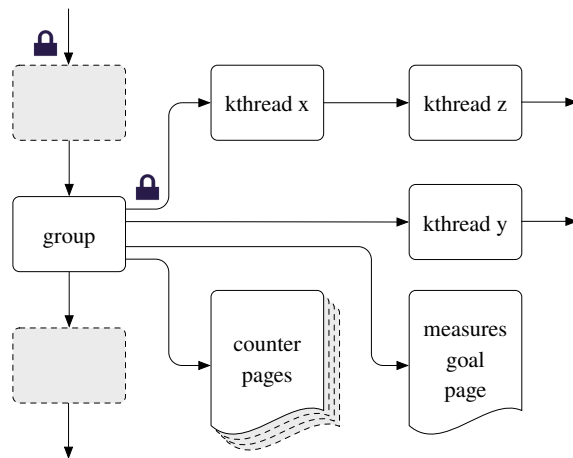 kthread x
kthread z
group
kthread y
counter
pages
measures
goal
page